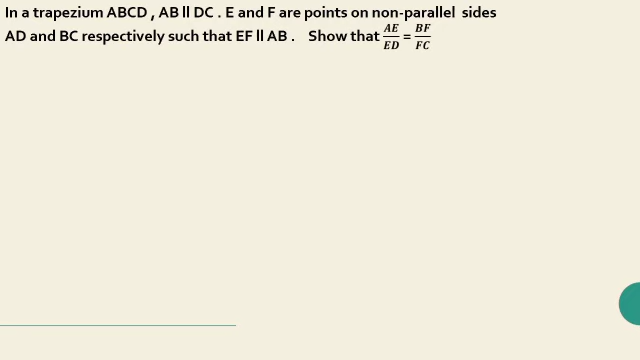 In a trapezium ABCD , AB ll DC . E and F are points on non-parallel sides
AD and BC respectively such that EF ll AB . Show that AE/ED = BF/FC